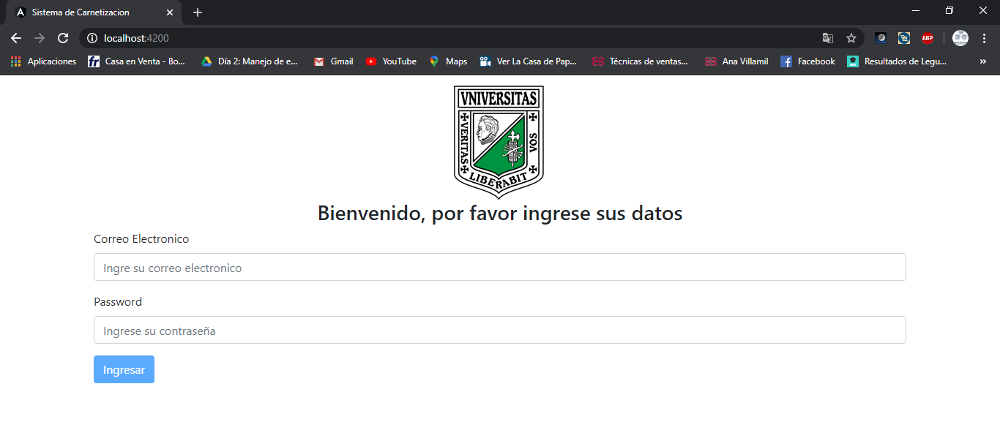 Sistema de Carnetizacion
localhost:4200
ABP
Aplicaciones
Casa en Venta - Bo...
Día 2: Manejo de e...
Gmail
YouTube
Maps
Ver La Casa de Pap...
Técnicas de ventas...
Ana Villamil
Facebook
Resultados de Legu...
»
VNIVERSITAS
VERITAS
VOS
LIBERABIT
Bienvenido, por favor ingrese sus datos
Correo Electronico
Ingre su correo electronico
Password
Ingrese su contraseña
Ingresar